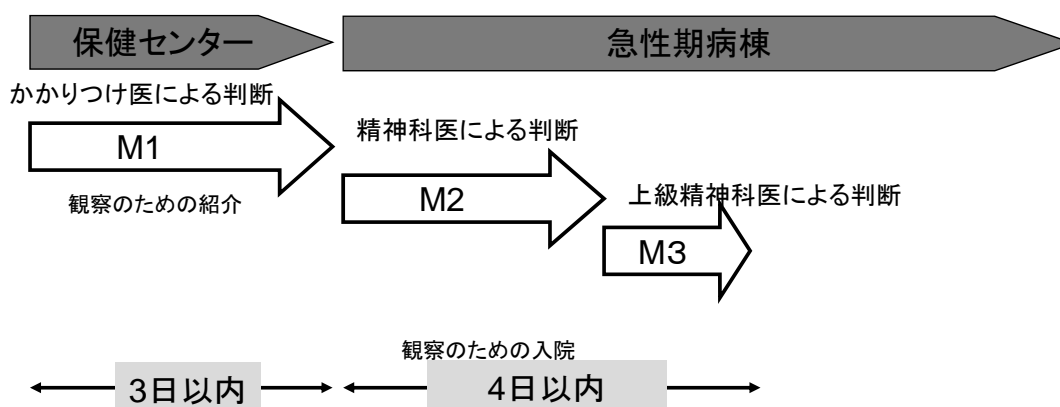 保健センター
急性期病棟
かかりつけ医による判断
M1
観察のための紹介
精神科医による判断
M2
上級精神科医による判断
M3
観察のための入院
3日以内
4日以内